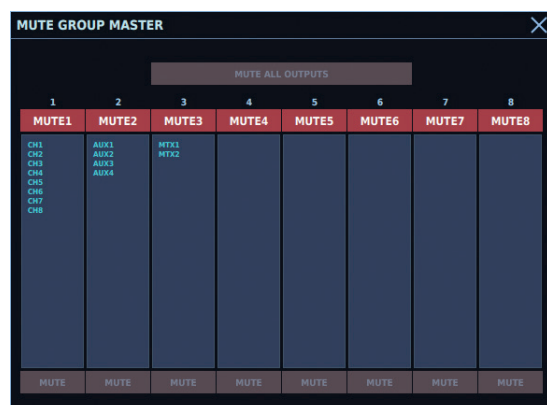 MUTE GROUP MASTER
MUTE ALL OUTPUTS
1 2 3 4 5 6 7 8
MUTE1 MUTE2 MUTE3 MUTE4 MUTE5 MUTE6 MUTE7 MUTE8
CH1 AUX1 MTX1
CH2 AUX2 MTX2
CH3 AUX3
CH4 AUX4
CH5
CH6
CH7
CH8
MUTE MUTE MUTE MUTE MUTE MUTE MUTE MUTE